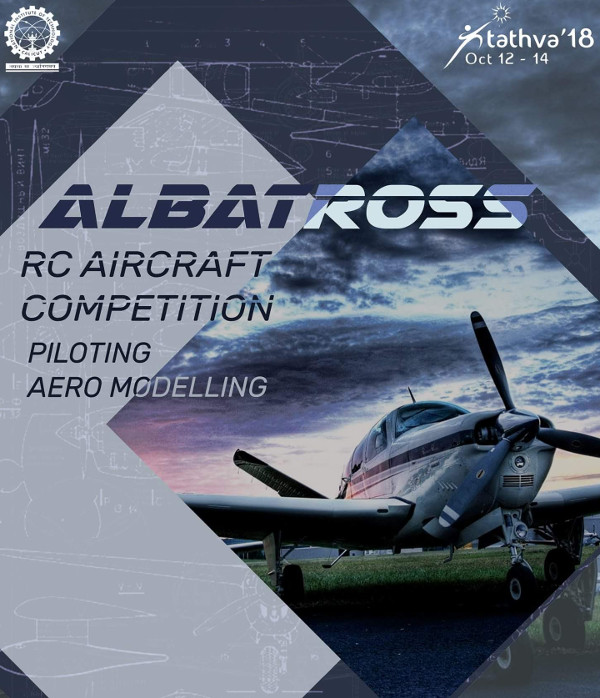 tathva'18
Oct 12 - 14
ALBATROSS
RC AIRCRAFT
COMPETITION
PILOTING
AERO MODELLING